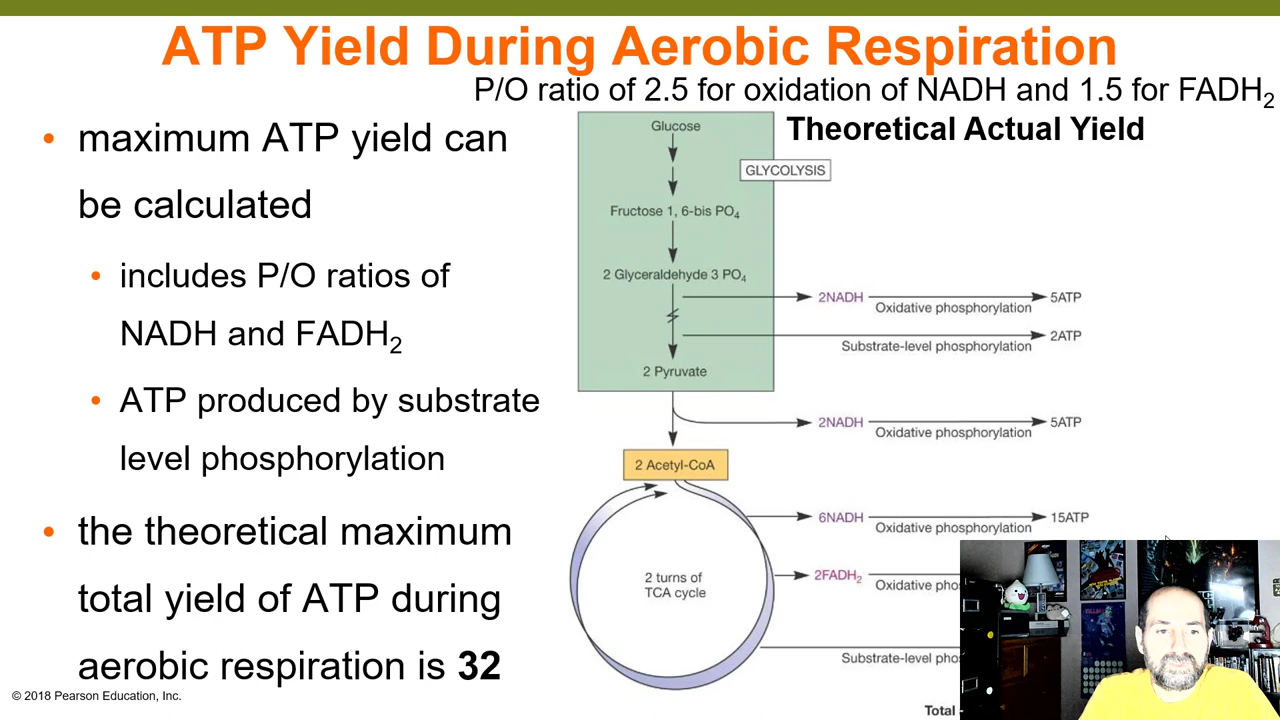 ATP Yield During Aerobic Respiration
P/O ratio of 2.5 for oxidation of NADH and 1.5 for FADH₂
• maximum ATP yield can
be calculated
• includes P/O ratios of
NADH and FADH₂
• ATP produced by substrate
level phosphorylation
• the theoretical maximum
total yield of ATP during
aerobic respiration is 32
© 2018 Pearson Education, Inc.
Theoretical Actual Yield
Glucose
GLYCOLYSIS
Fructose 1, 6-bis PO₄
2 Glyceraldehyde 3 PO₄
2NADH
Oxidative phosphorylation
5ATP
Substrate-level phosphorylation
2ATP
2 Pyruvate
2NADH
Oxidative phosphorylation
5ATP
2 Acetyl-CoA
6NADH
Oxidative phosphorylation
15ATP
2 turns of
TCA cycle
2FADH₂
Oxidative pho
Substrate-level pho
Total